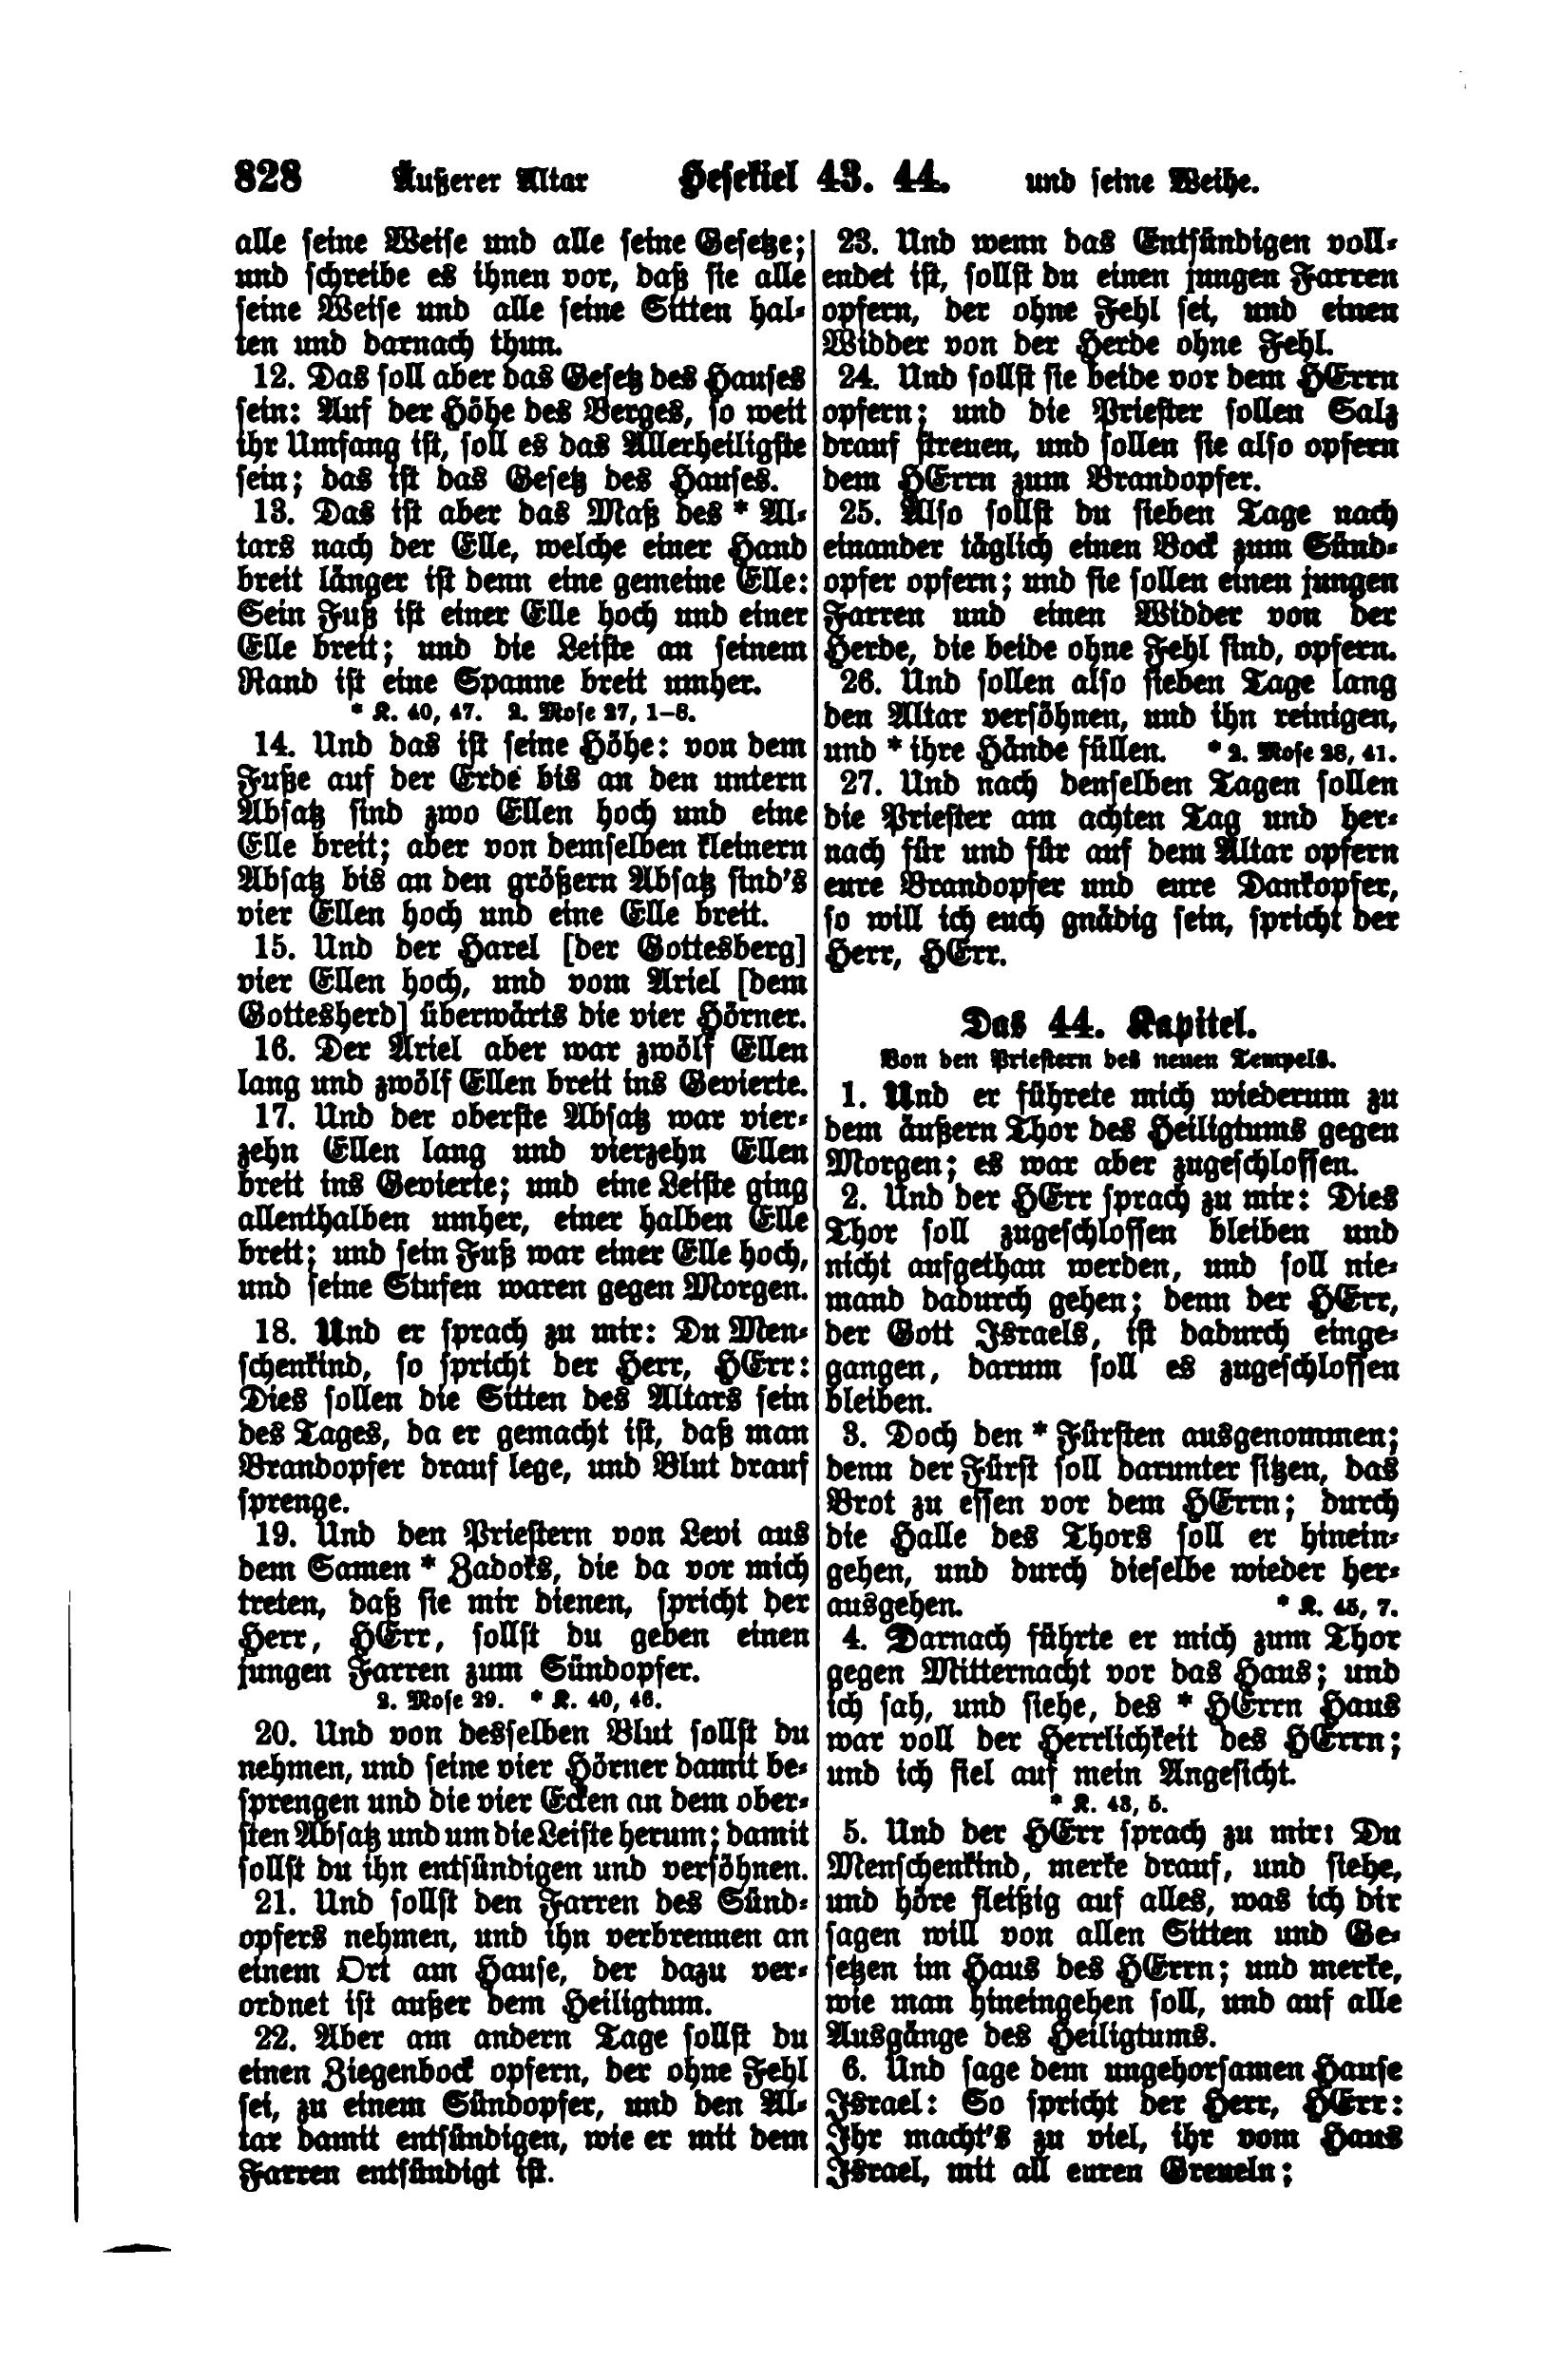 828 Äußerer Altar Hesekiel 43. 44. und seine Weihe.
alle seine Weise und alle seine Gesetze;
und schreibe es ihnen vor, daß sie alle
seine Weise und alle seine Sitten hal-
ten und darnach thun.
12. Das soll aber das Gesetz des Hauses
sein: Auf der Höhe des Berges, so weit
ihr Umfang ist, soll es das Allerheiligste
sein; das ist das Gesetz des Hauses.
13. Das ist aber das Maß des * Al-
tars nach der Elle, welche einer Hand
breit länger ist denn eine gemeine Elle:
Sein Fuß ist einer Elle hoch und einer
Elle breit; und die Leiste an seinem
Rand ist eine Spanne breit umher.
* K. 40, 47. 2. Mose 27, 1-8.
14. Und das ist seine Höhe: von dem
Fuße auf der Erde bis an den untern
Absatz sind zwo Ellen hoch und eine
Elle breit; aber von demselben kleinern
Absatz bis an den größern Absatz sind's
vier Ellen hoch und eine Elle breit.
15. Und der Harel [der Gottesberg]
vier Ellen hoch, und vom Ariel [dem
Gottesherd] überwärts die vier Hörner.
16. Der Ariel aber war zwölf Ellen
lang und zwölf Ellen breit ins Gevierte.
17. Und der oberste Absatz war vier-
zehn Ellen lang und vierzehn Ellen
breit ins Gevierte; und eine Leiste ging
allenthalben umher, einer halben Elle
breit; und sein Fuß war einer Elle hoch,
und seine Stufen waren gegen Morgen.
18. Und er sprach zu mir: Du Men-
schenkind, so spricht der Herr, HErr:
Dies sollen die Sitten des Altars sein
des Tages, da er gemacht ist, daß man
Brandopfer drauf lege, und Blut drauf
sprenge.
19. Und den Priestern von Levi aus
dem Samen * Zadoks, die da vor mich
treten, daß sie mir dienen, spricht der
Herr, HErr, sollst du geben einen
jungen Farren zum Sündopfer.
2. Mose 29. * K. 40, 46.
20. Und von desselben Blut sollst du
nehmen, und seine vier Hörner damit be-
sprengen und die vier Ecken an dem ober-
sten Absatz und um die Leiste herum; damit
sollst du ihn entsündigen und versöhnen.
21. Und sollst den Farren des Sünd-
opfers nehmen, und ihn verbrennen an
einem Ort am Hause, der dazu ver-
ordnet ist außer dem Heiligtum.
22. Aber am andern Tage sollst du
einen Ziegenbock opfern, der ohne Fehl
sei, zu einem Sündopfer, und den Al-
tar damit entsündigen, wie er mit dem
Farren entsündigt ist.
23. Und wenn das Entsündigen voll-
endet ist, sollst du einen jungen Farren
opfern, der ohne Fehl sei, und einen
Widder von der Herde ohne Fehl.
24. Und sollst sie beide vor dem HErrn
opfern; und die Priester sollen Salz
drauf streuen, und sollen sie also opfern
dem HErrn zum Brandopfer.
25. Also sollst du sieben Tage nach
einander täglich einen Bock zum Sünd-
opfer opfern; und sie sollen einen jungen
Farren und einen Widder von der
Herde, die beide ohne Fehl sind, opfern.
26. Und sollen also sieben Tage lang
den Altar versöhnen, und ihn reinigen,
und * ihre Hände füllen. * 2. Mose 28, 41.
27. Und nach denselben Tagen sollen
die Priester am achten Tag und her-
nach für und für auf dem Altar opfern
eure Brandopfer und eure Dankopfer,
so will ich euch gnädig sein, spricht der
Herr, HErr.
Das 44. Kapitel.
Von den Priestern des neuen Tempels.
1. Und er führete mich wiederum zu
dem äußern Thor des Heiligtums gegen
Morgen; es war aber zugeschlossen.
2. Und der HErr sprach zu mir: Dies
Thor soll zugeschlossen bleiben und
nicht aufgethan werden, und soll nie-
mand dadurch gehen; denn der HErr,
der Gott Israels, ist dadurch einge-
gangen, darum soll es zugeschlossen
bleiben.
3. Doch den * Fürsten ausgenommen;
denn der Fürst soll darunter sitzen, das
Brot zu essen vor dem HErrn; durch
die Halle des Thors soll er hinein-
gehen, und durch dieselbe wieder her-
ausgehen. * K. 45, 7.
4. Darnach führte er mich zum Thor
gegen Mitternacht vor das Haus; und
ich sah, und siehe, des * HErrn Haus
war voll der Herrlichkeit des HErrn;
und ich fiel auf mein Angesicht.
* K. 43, 5.
5. Und der HErr sprach zu mir: Du
Menschenkind, merke drauf, und siehe,
und höre fleißig auf alles, was ich dir
sagen will von allen Sitten und Ge-
setzen im Haus des HErrn; und merke,
wie man hineingehen soll, und auf alle
Ausgänge des Heiligtums.
6. Und sage dem ungehorsamen Hause
Israel: So spricht der Herr, HErr:
Ihr macht's zu viel, ihr vom Haus
Israel, mit all euren Greueln;